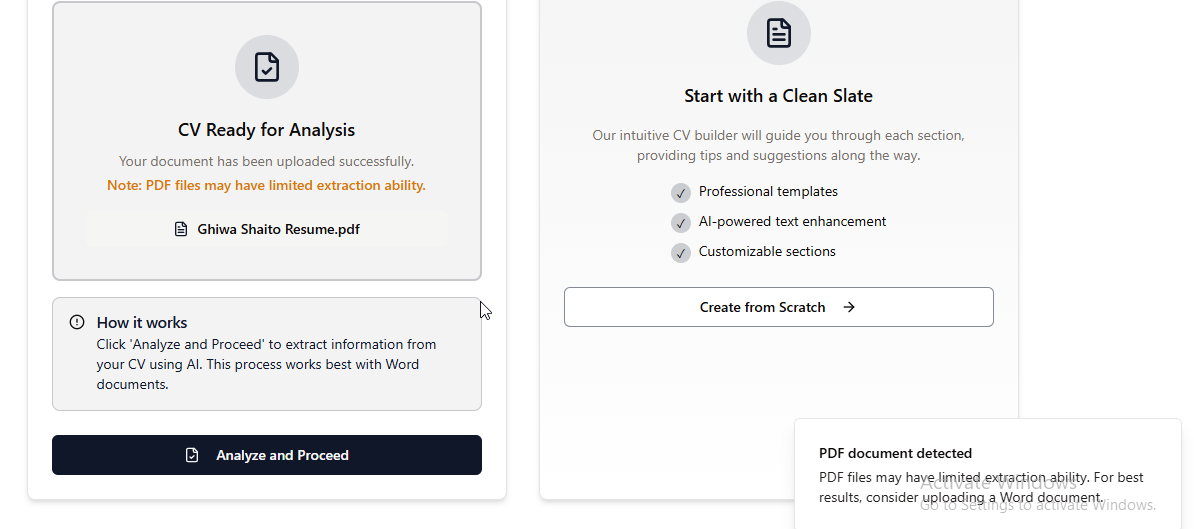 CV Ready for Analysis
Your document has been uploaded successfully.
Note: PDF files may have limited extraction ability.
Ghiwa Shaito Resume.pdf
How it works
Click 'Analyze and Proceed' to extract information from
your CV using AI. This process works best with Word
documents.
Analyze and Proceed
Start with a Clean Slate
Our intuitive CV builder will guide you through each section,
providing tips and suggestions along the way.
Professional templates
AI-powered text enhancement
Customizable sections
Create from Scratch
PDF document detected
PDF files may have limited extraction ability. For best
results, consider uploading a Word document.
Activate Windows
Go to Settings to activate Windows.